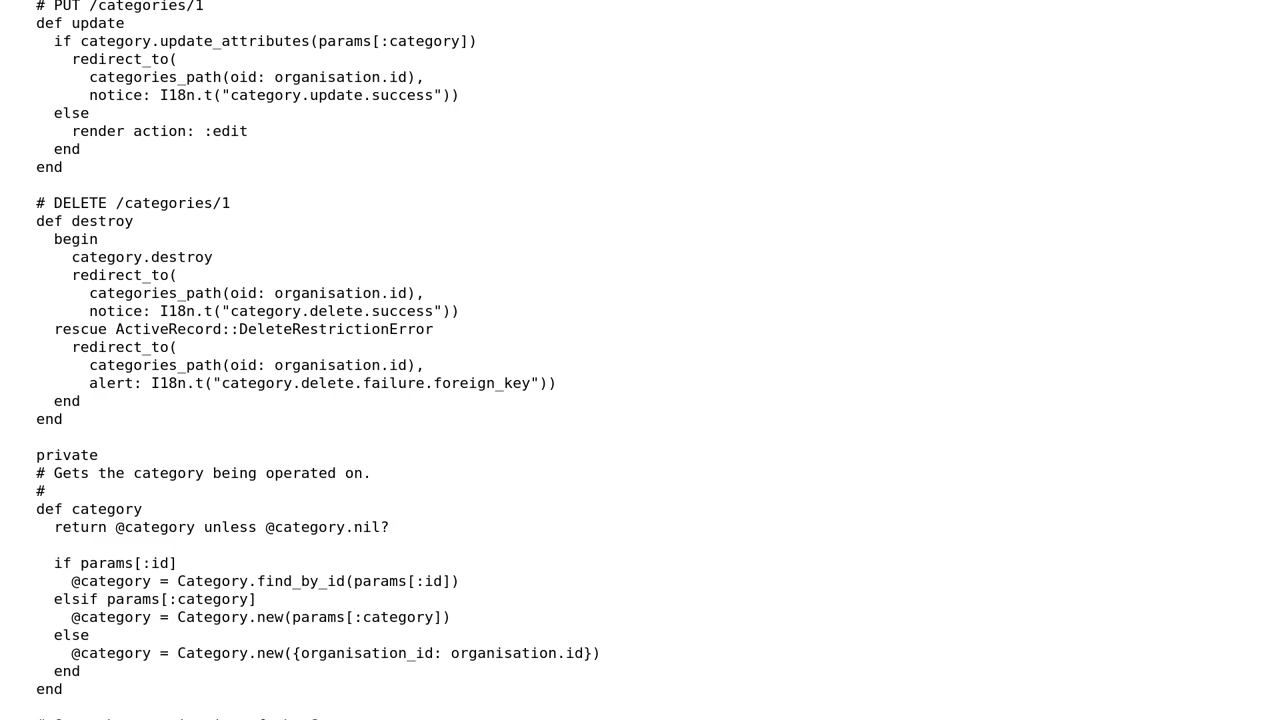 # PUT /categories/1
def update
  if category.update_attributes(params[:category])
    redirect_to(
      categories_path(oid: organisation.id),
      notice: I18n.t("category.update.success"))
  else
    render action: :edit
  end
end

# DELETE /categories/1
def destroy
  begin
    category.destroy
    redirect_to(
      categories_path(oid: organisation.id),
      notice: I18n.t("category.delete.success"))
  rescue ActiveRecord::DeleteRestrictionError
    redirect_to(
      categories_path(oid: organisation.id),
      alert: I18n.t("category.delete.failure.foreign_key"))
  end
end

private
# Gets the category being operated on.
#
def category
  return @category unless @category.nil?

  if params[:id]
    @category = Category.find_by_id(params[:id])
  elsif params[:category]
    @category = Category.new(params[:category])
  else
    @category = Category.new({organisation_id: organisation.id})
  end
end